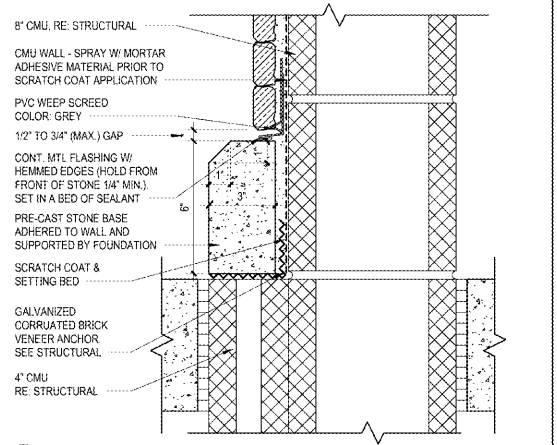 8" CMU, RE: STRUCTURAL
CMU WALL - SPRAY W/ MORTAR
ADHESIVE MATERIAL PRIOR TO
SCRATCH COAT APPLICATION
PVC WEEP SCREED
COLOR: GREY
1/2" TO 3/4" (MAX.) GAP
CONT. MTL FLASHING W/
HEMMED EDGES (HOLD FROM
FRONT OF STONE 1/4" MIN.).
SET IN A BED OF SEALANT
PRE-CAST STONE BASE
ADHERED TO WALL AND
SUPPORTED BY FOUNDATION
SCRATCH COAT &
SETTING BED
GALVANIZED
CORRUATED BRICK
VENEER ANCHOR.
SEE STRUCTURAL
4" CMU
RE: STRUCTURAL
6"
1"
1"
3"